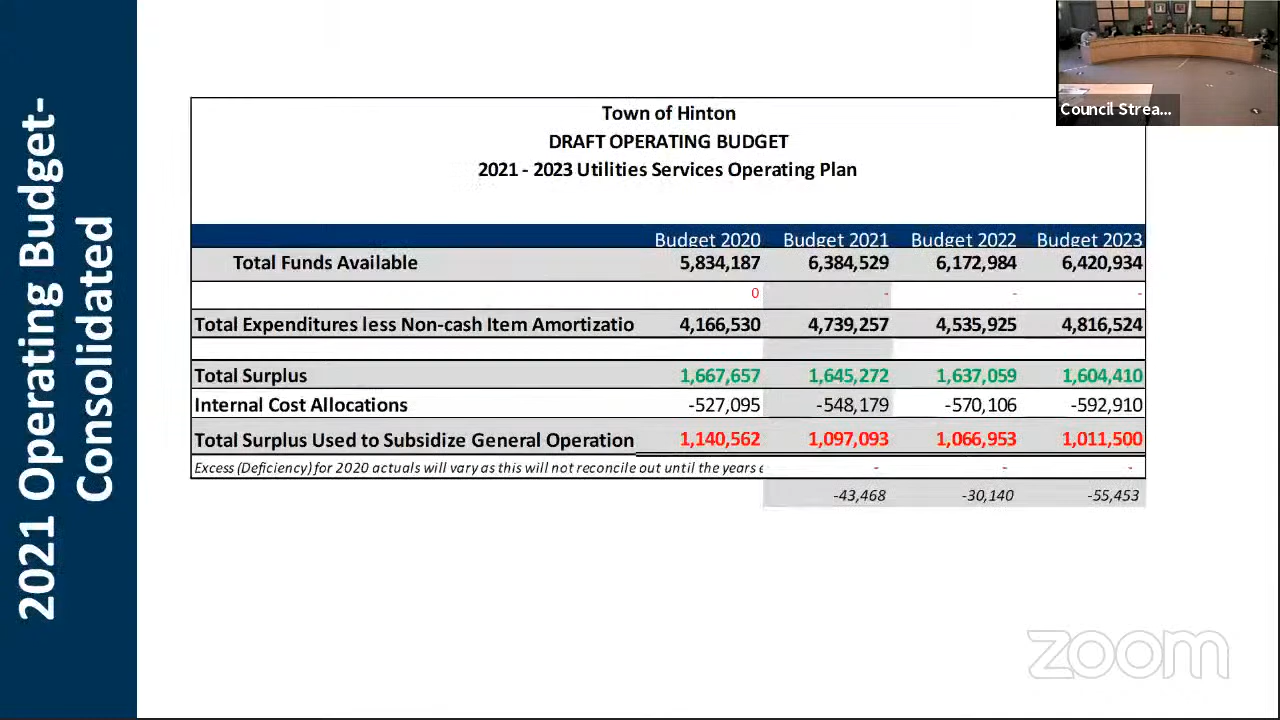 2021 Operating Budget-
Consolidated
Council Strea...
Town of Hinton
DRAFT OPERATING BUDGET
2021 - 2023 Utilities Services Operating Plan
Budget 2020 Budget 2021 Budget 2022 Budget 2023
Total Funds Available 5,834,187 6,384,529 6,172,984 6,420,934
0 - - -
Total Expenditures less Non-cash Item Amortizatio 4,166,530 4,739,257 4,535,925 4,816,524
Total Surplus 1,667,657 1,645,272 1,637,059 1,604,410
Internal Cost Allocations -527,095 -548,179 -570,106 -592,910
Total Surplus Used to Subsidize General Operation 1,140,562 1,097,093 1,066,953 1,011,500
Excess (Deficiency) for 2020 actuals will vary as this will not reconcile out until the years e - - -
-43,468 -30,140 -55,453
zoom